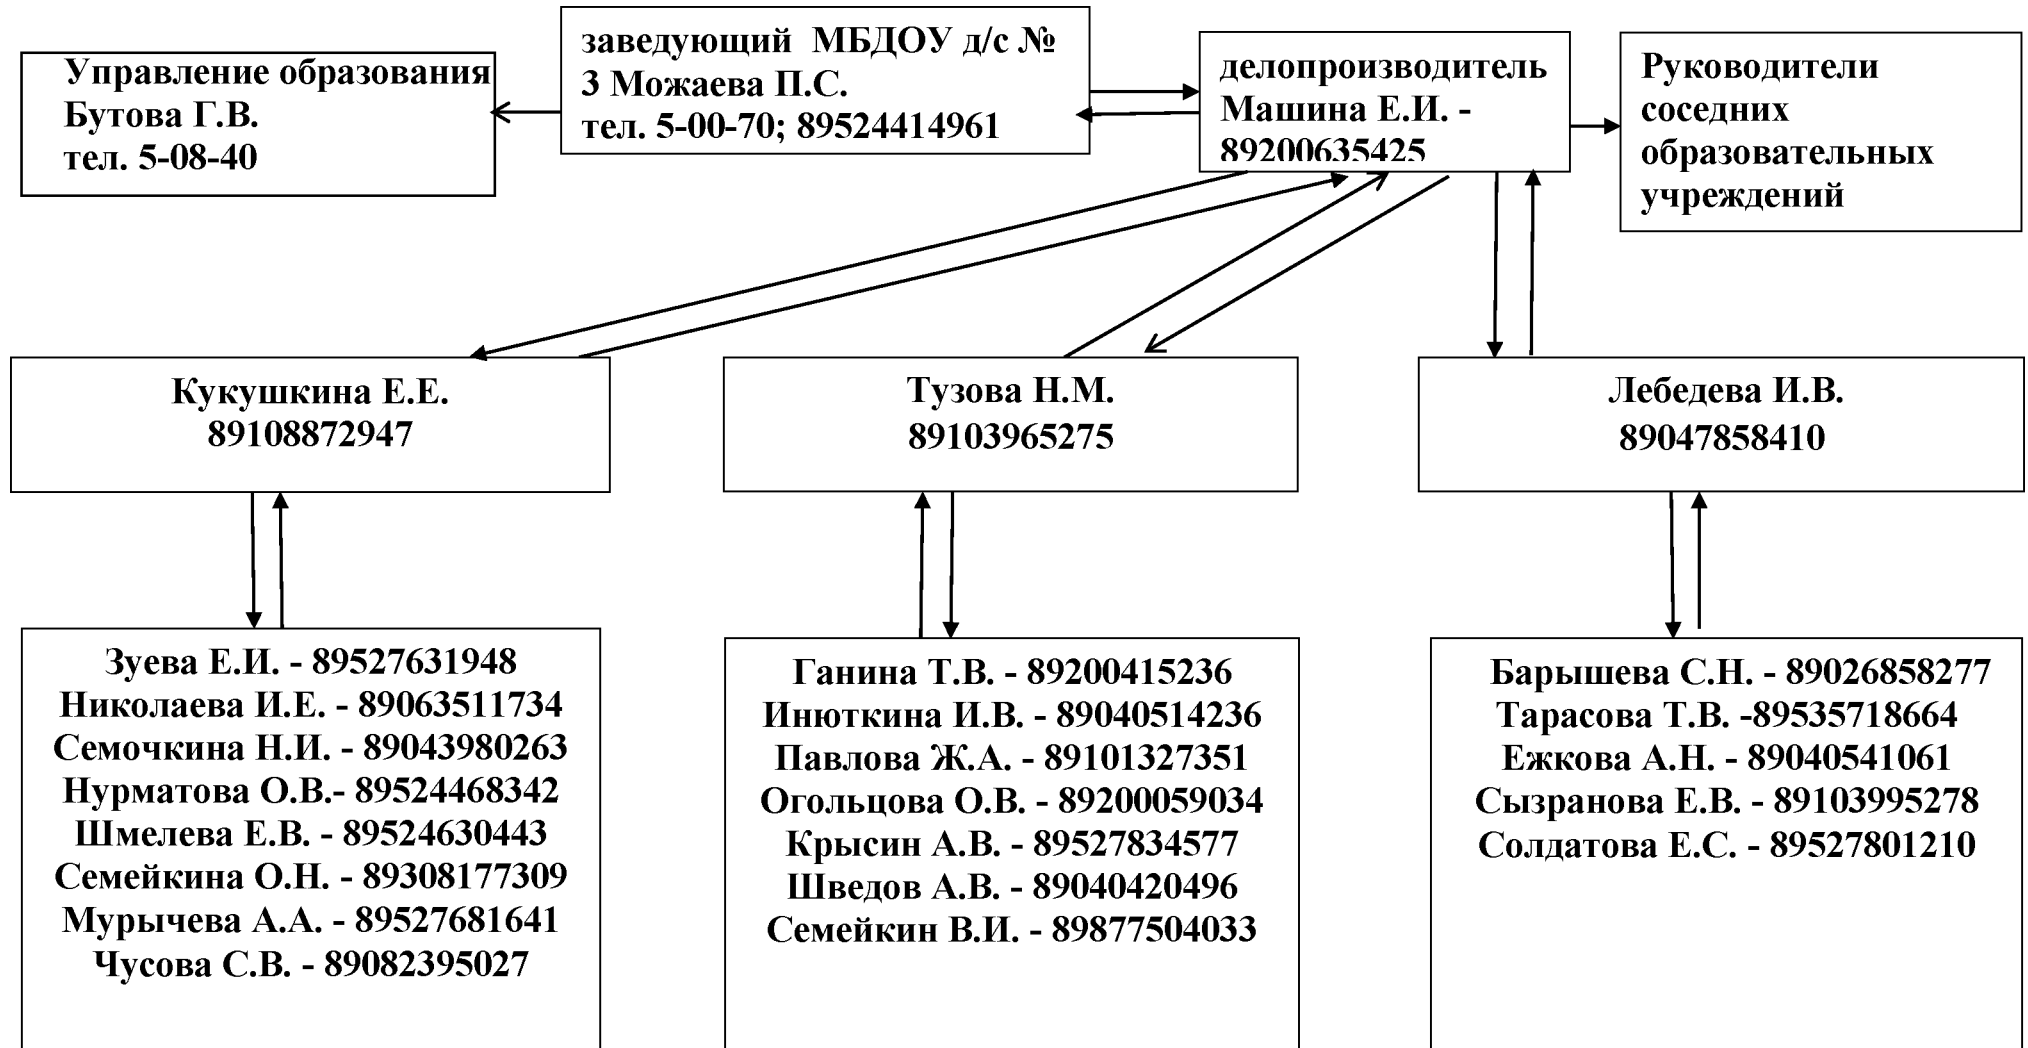 Управление образования
Бутова Г.В.
тел. 5-08-40
заведующий МБДОУ д/с №
3 Можаева П.С.
тел. 5-00-70; 89524414961
делопроизводитель
Машина Е.И. -
89200635425
Руководители
соседних
образовательных
учреждений
Кукушкина Е.Е.
89108872947
Тузова Н.М.
89103965275
Лебедева И.В.
89047858410
Зуева Е.И. - 89527631948
Николаева И.Е. - 89063511734
Семочкина Н.И. - 89043980263
Нурматова О.В.- 89524468342
Шмелева Е.В. - 89524630443
Семейкина О.Н. - 89308177309
Мурычева А.А. - 89527681641
Чусова С.В. - 89082395027
Ганина Т.В. - 89200415236
Инюткина И.В. - 89040514236
Павлова Ж.А. - 89101327351
Огольцова О.В. - 89200059034
Крысин А.В. - 89527834577
Шведов А.В. - 89040420496
Семейкин В.И. - 89877504033
Барышева С.Н. - 89026858277
Тарасова Т.В. -89535718664
Ежкова А.Н. - 89040541061
Сызранова Е.В. - 89103995278
Солдатова Е.С. - 89527801210